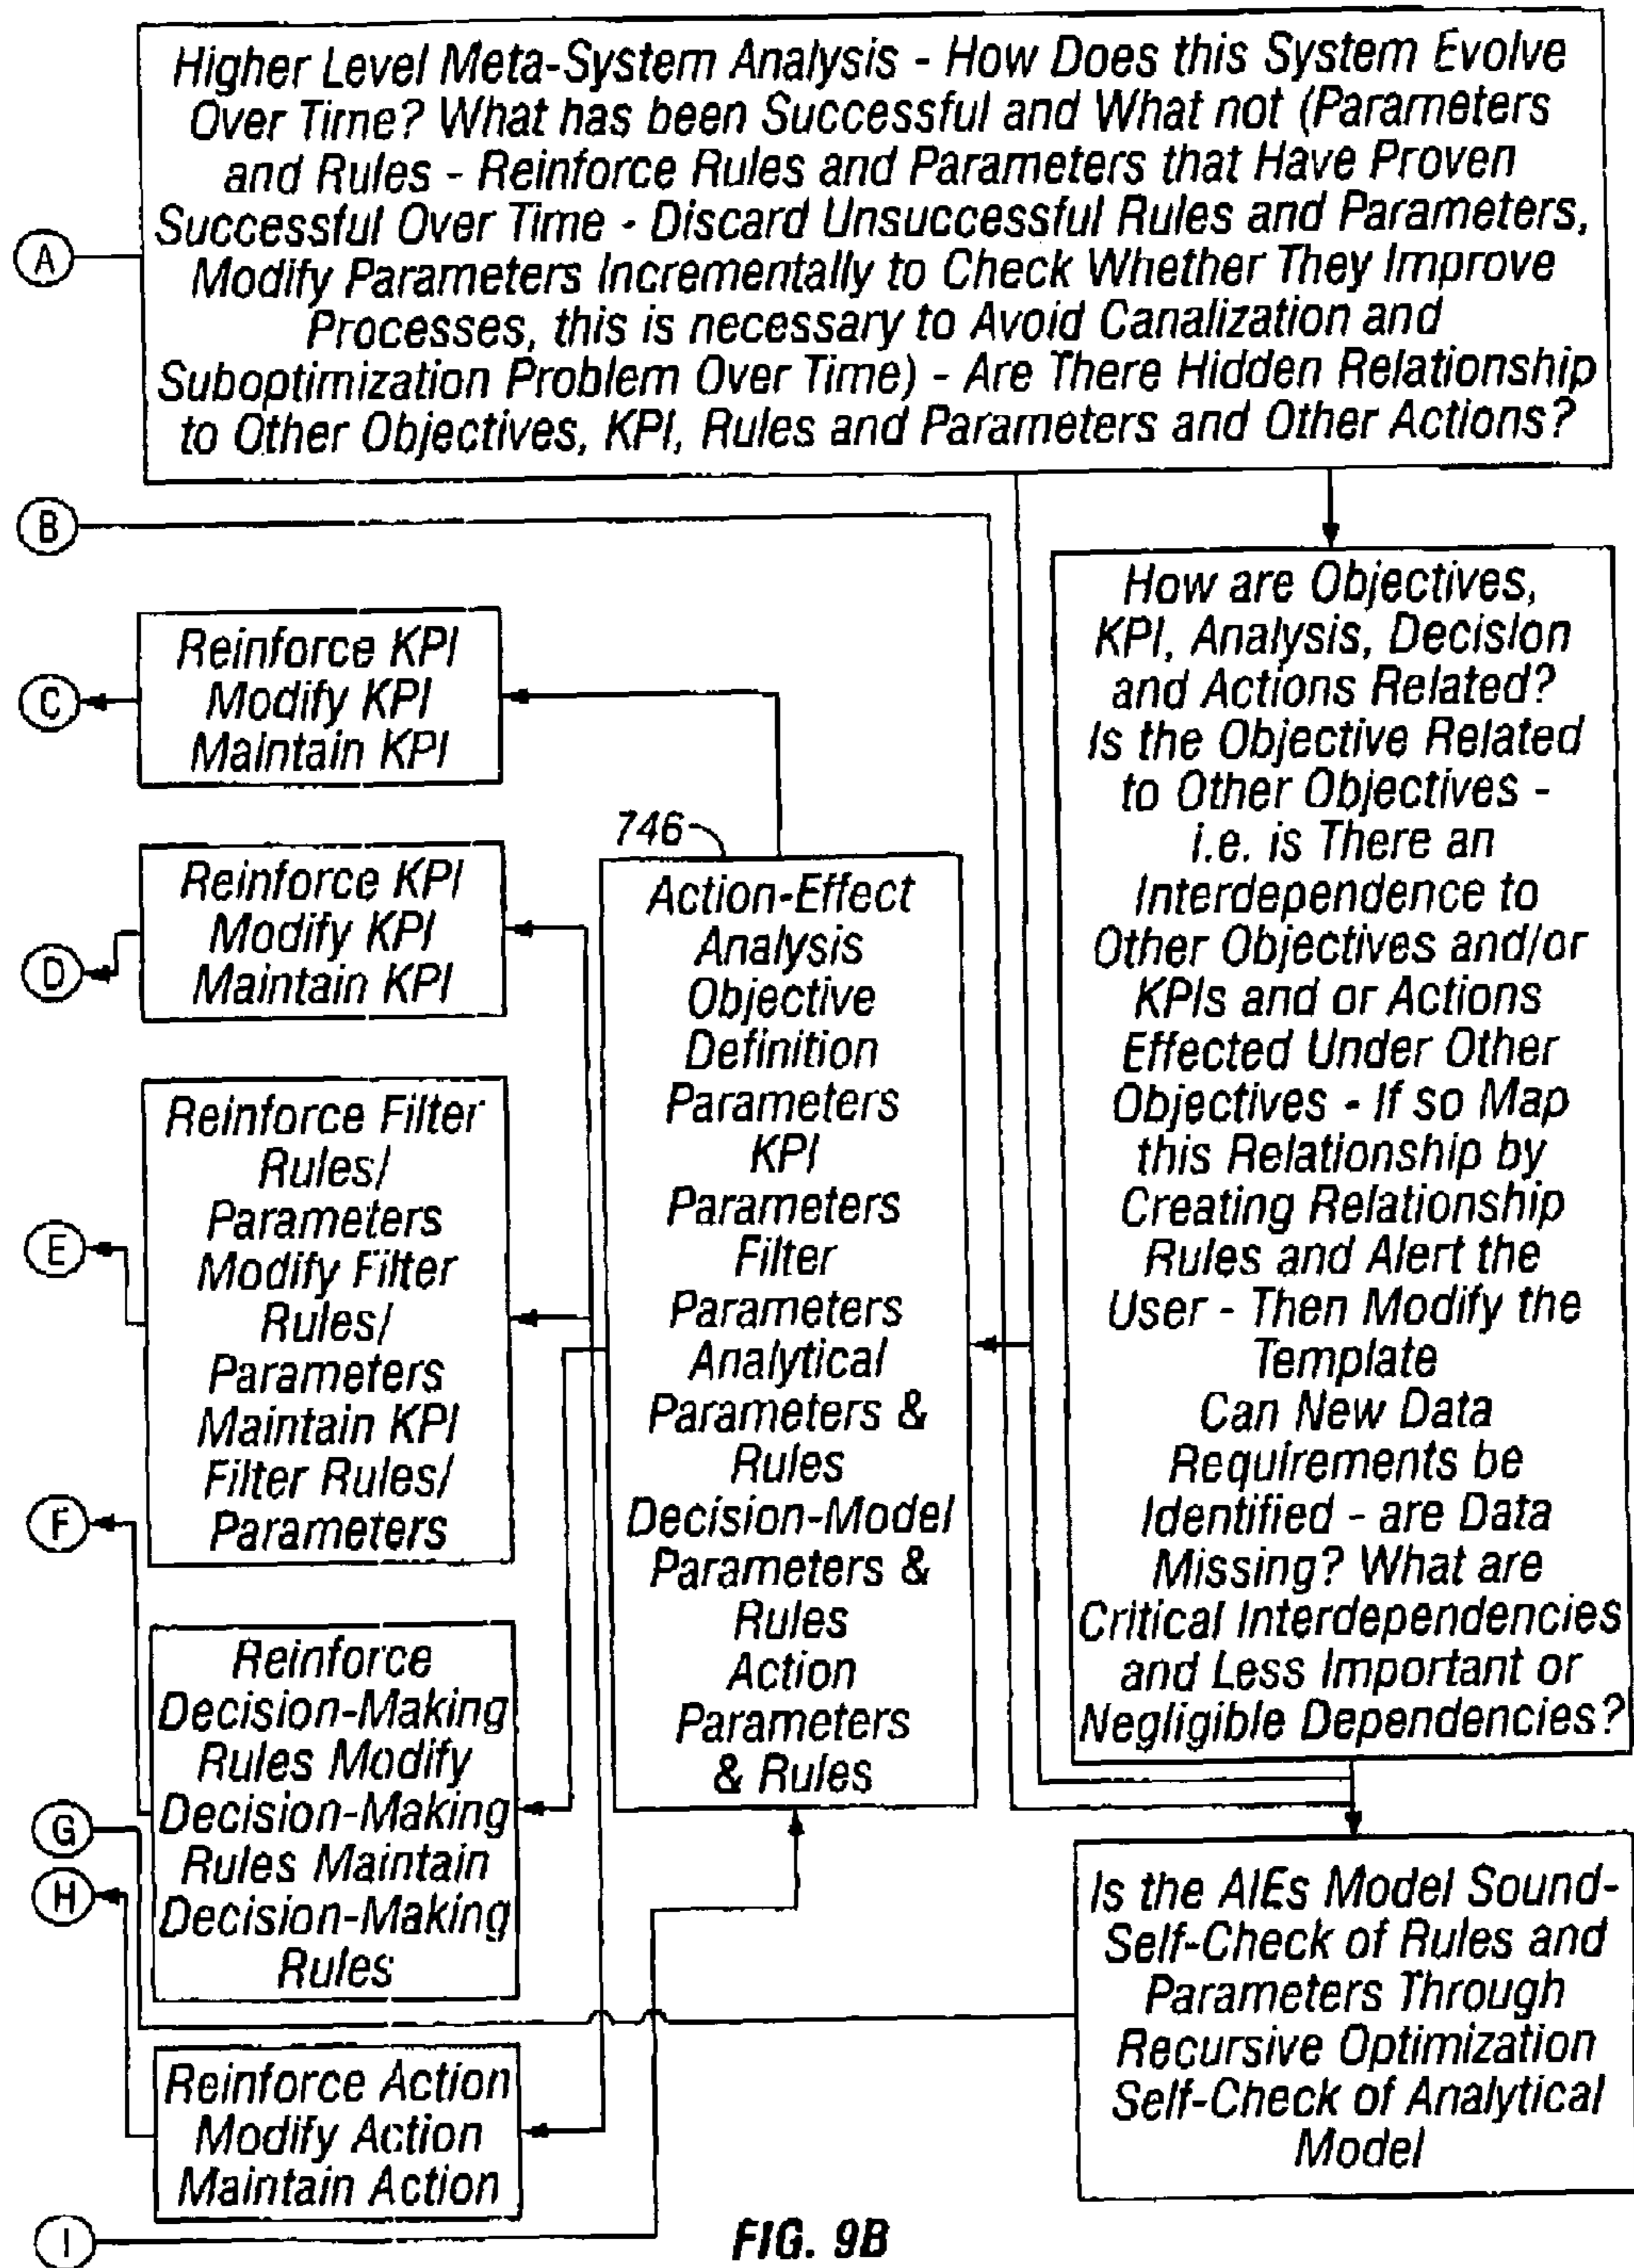 Higher Level Meta-System Analysis - How Does this System Evolve
Over Time? What has been Successful and What not (Parameters
and Rules - Reinforce Rules and Parameters that Have Proven
Successful Over Time - Discard Unsuccessful Rules and Parameters,
Modify Parameters Incrementally to Check Whether They Improve
Processes, this is necessary to Avoid Canalization and
Suboptimization Problem Over Time) - Are There Hidden Relationship
to Other Objectives, KPI, Rules and Parameters and Other Actions?
A
B
How are Objectives,
KPI, Analysis, Decision
and Actions Related?
Is the Objective Related
to Other Objectives -
i.e. is There an
Interdependence to
Other Objectives and/or
KPIs and or Actions
Effected Under Other
Objectives - If so Map
this Relationship by
Creating Relationship
Rules and Alert the
User - Then Modify the
Template
Can New Data
Requirements be
Identified - are Data
Missing? What are
Critical Interdependencies
and Less Important or
Negligible Dependencies?
C
Reinforce KPI
Modify KPI
Maintain KPI
D
Reinforce KPI
Modify KPI
Maintain KPI
746
Action-Effect
Analysis
Objective
Definition
Parameters
KPI
Parameters
Filter
Parameters
Analytical
Parameters &
Rules
Decision-Model
Parameters &
Rules
Action
Parameters
& Rules
E
Reinforce Filter
Rules/
Parameters
Modify Filter
Rules/
Parameters
Maintain KPI
Filter Rules/
Parameters
F
Reinforce
Decision-Making
Rules Modify
Decision-Making
Rules Maintain
Decision-Making
Rules
G
H
Is the AIEs Model Sound-
Self-Check of Rules and
Parameters Through
Recursive Optimization
Self-Check of Analytical
Model
Reinforce Action
Modify Action
Maintain Action
I
FIG. 9B